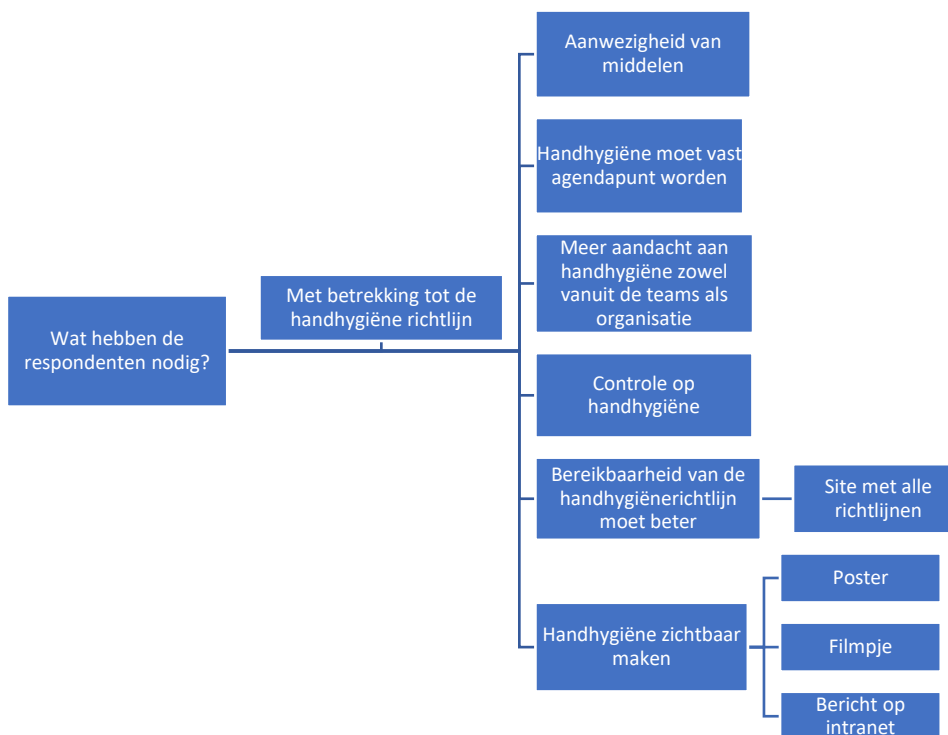 Wat hebben de
respondenten nodig?
Met betrekking tot de
handhygiëne richtlijn
Aanwezigheid van
middelen
Handhygiëne moet vast
agendapunt worden
Meer aandacht aan
handhygiëne zowel
vanuit de teams als
organisatie
Controle op
handhygiëne
Bereikbaarheid van de
handhygiënerichtlijn
moet beter
Site met alle
richtlijnen
Handhygiëne zichtbaar
maken
Poster
Filmpje
Bericht op
intranet